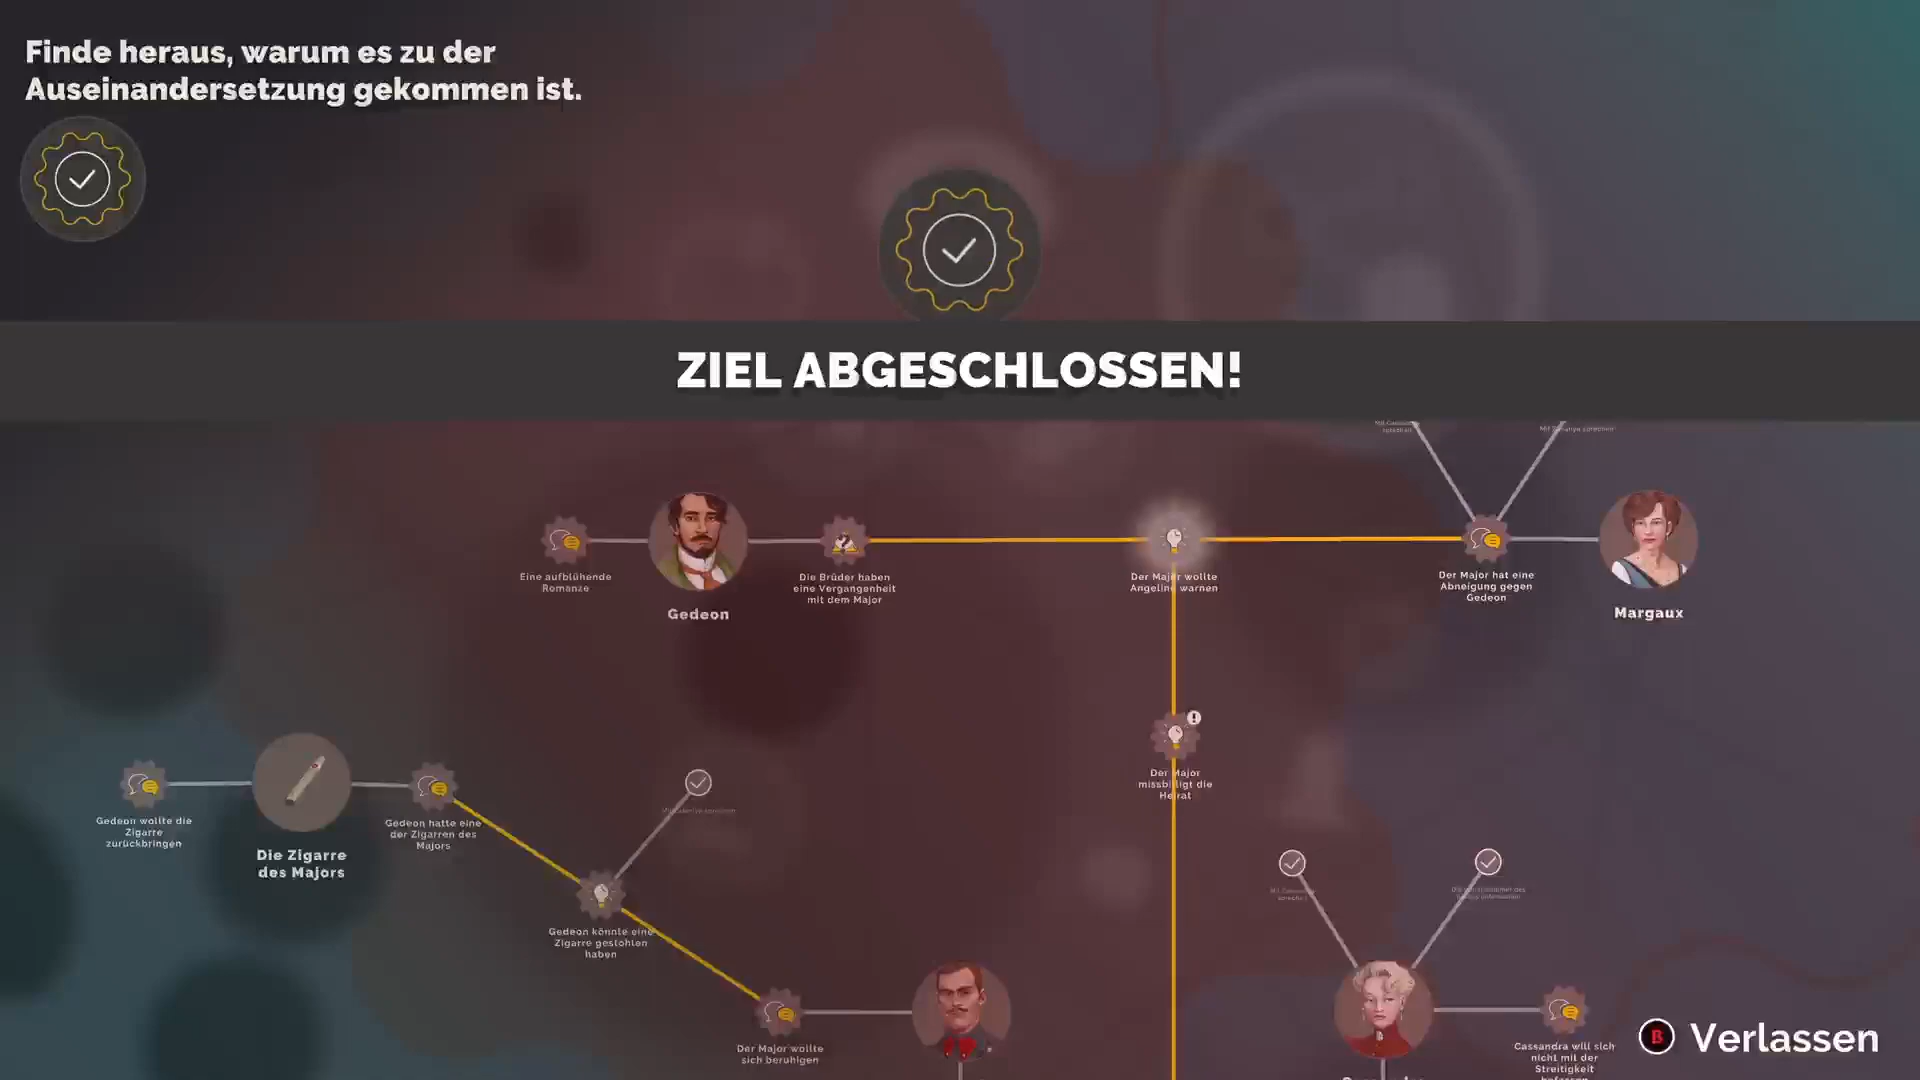 Finde heraus, warum es zu der
Auseinandersetzung gekommen ist.
ZIEL ABGESCHLOSSEN!
Eine aufblühende
Romanze
Gedeon
Die Brüder haben
eine Vergangenheit
mit dem Major
Der Major wollte
Angeline warnen
Der Major hat eine
Abneigung gegen
Gedeon
Margaux
Der Major
missbilligt die
Heirat
Gedeon wollte die
Zigarre
zurückbringen
Die Zigarre
des Majors
Gedeon hatte eine
der Zigarren des
Majors
Gedeon könnte eine
Zigarre gestohlen
haben
Der Major wollte
sich beruhigen
Cassandra will sich
nicht mit der
Streitigkeit
B Verlassen